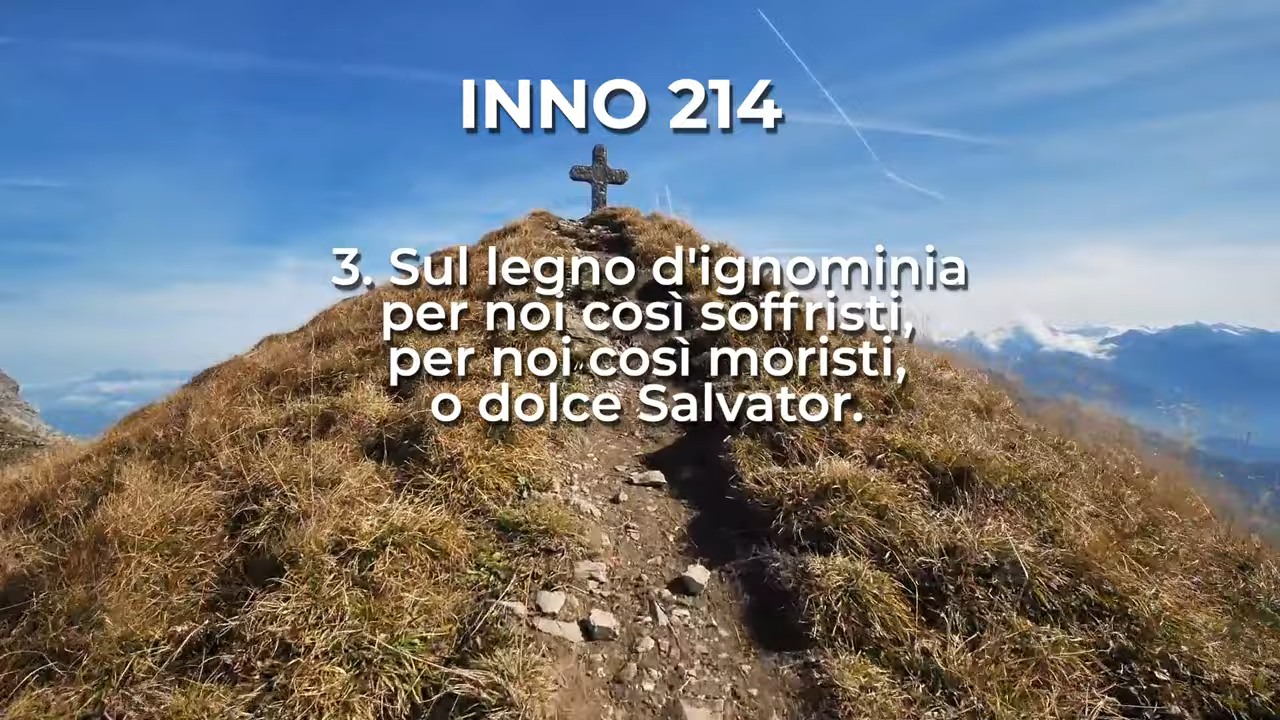 INNO 214
3. Sul legno d'ignominia
per noi così soffristi,
per noi così moristi,
o dolce Salvator.